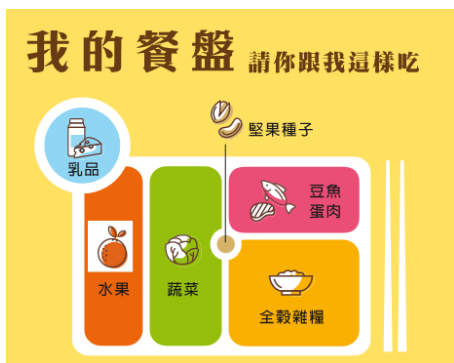 我的餐盤 請你跟我這樣吃
堅果種子
乳品
豆魚
蛋肉
水果
蔬菜
全穀雜糧